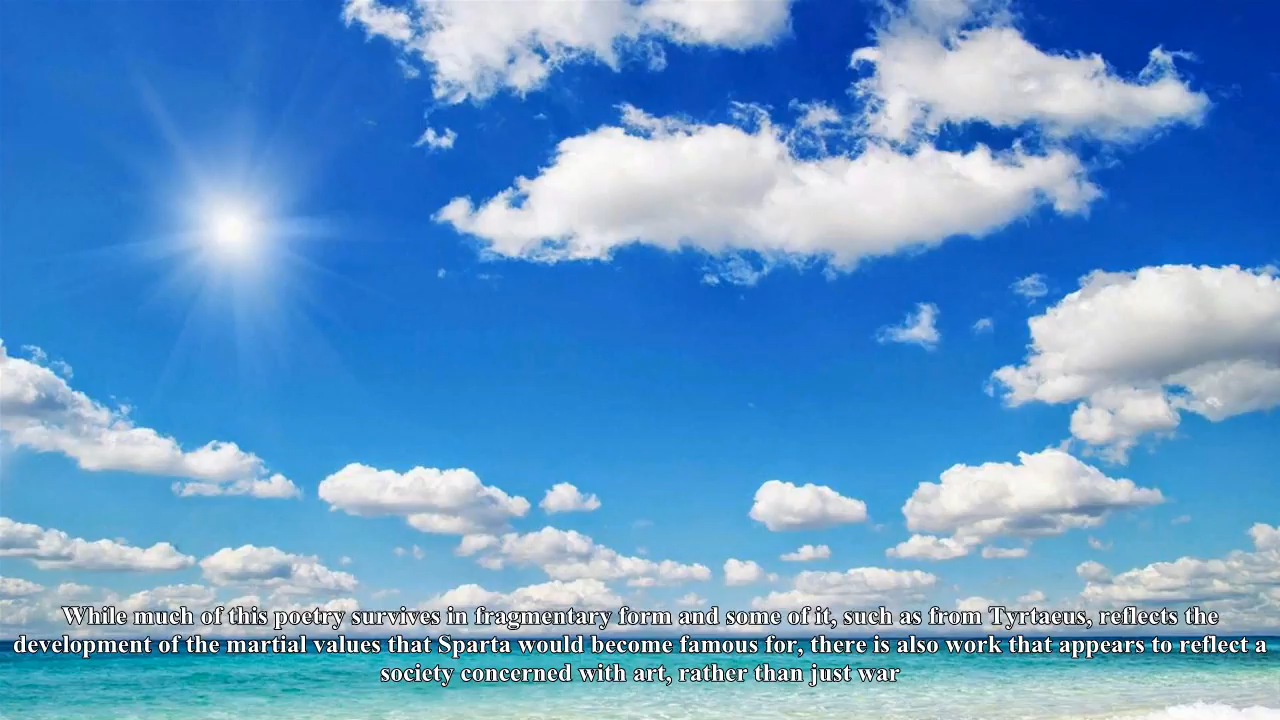 While much of this poetry survives in fragmentary form and some of it, such as from Tyrtaeus, reflects the
development of the martial values that Sparta would become famous for, there is also work that appears to reflect a
society concerned with art, rather than just war